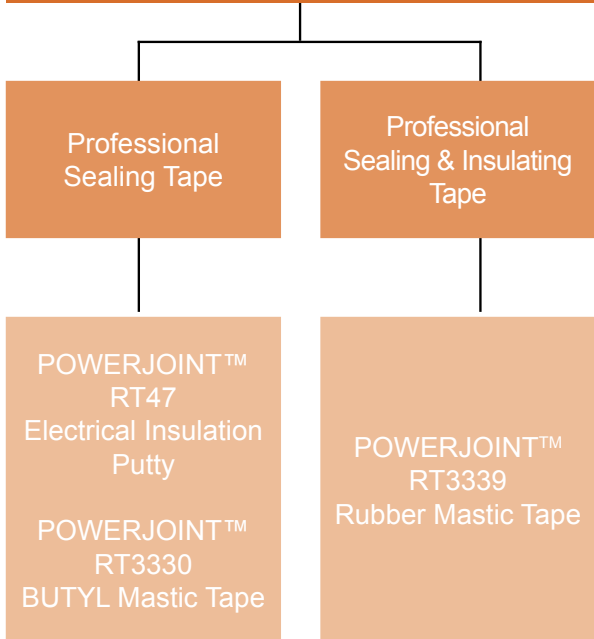 Professional
Sealing Tape
Professional
Sealing & Insulating
Tape
POWERJOINT™
RT47
Electrical Insulation
Putty
POWERJOINT™
RT3330
BUTYL Mastic Tape
POWERJOINT™
RT3339
Rubber Mastic Tape